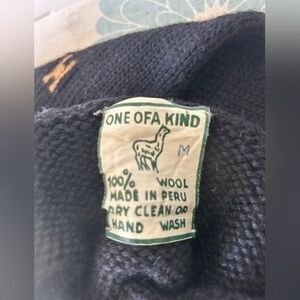 ONE OFA KIND
M
100% WOOL
MADE IN PERU
DRY CLEAN OR
HAND WASH